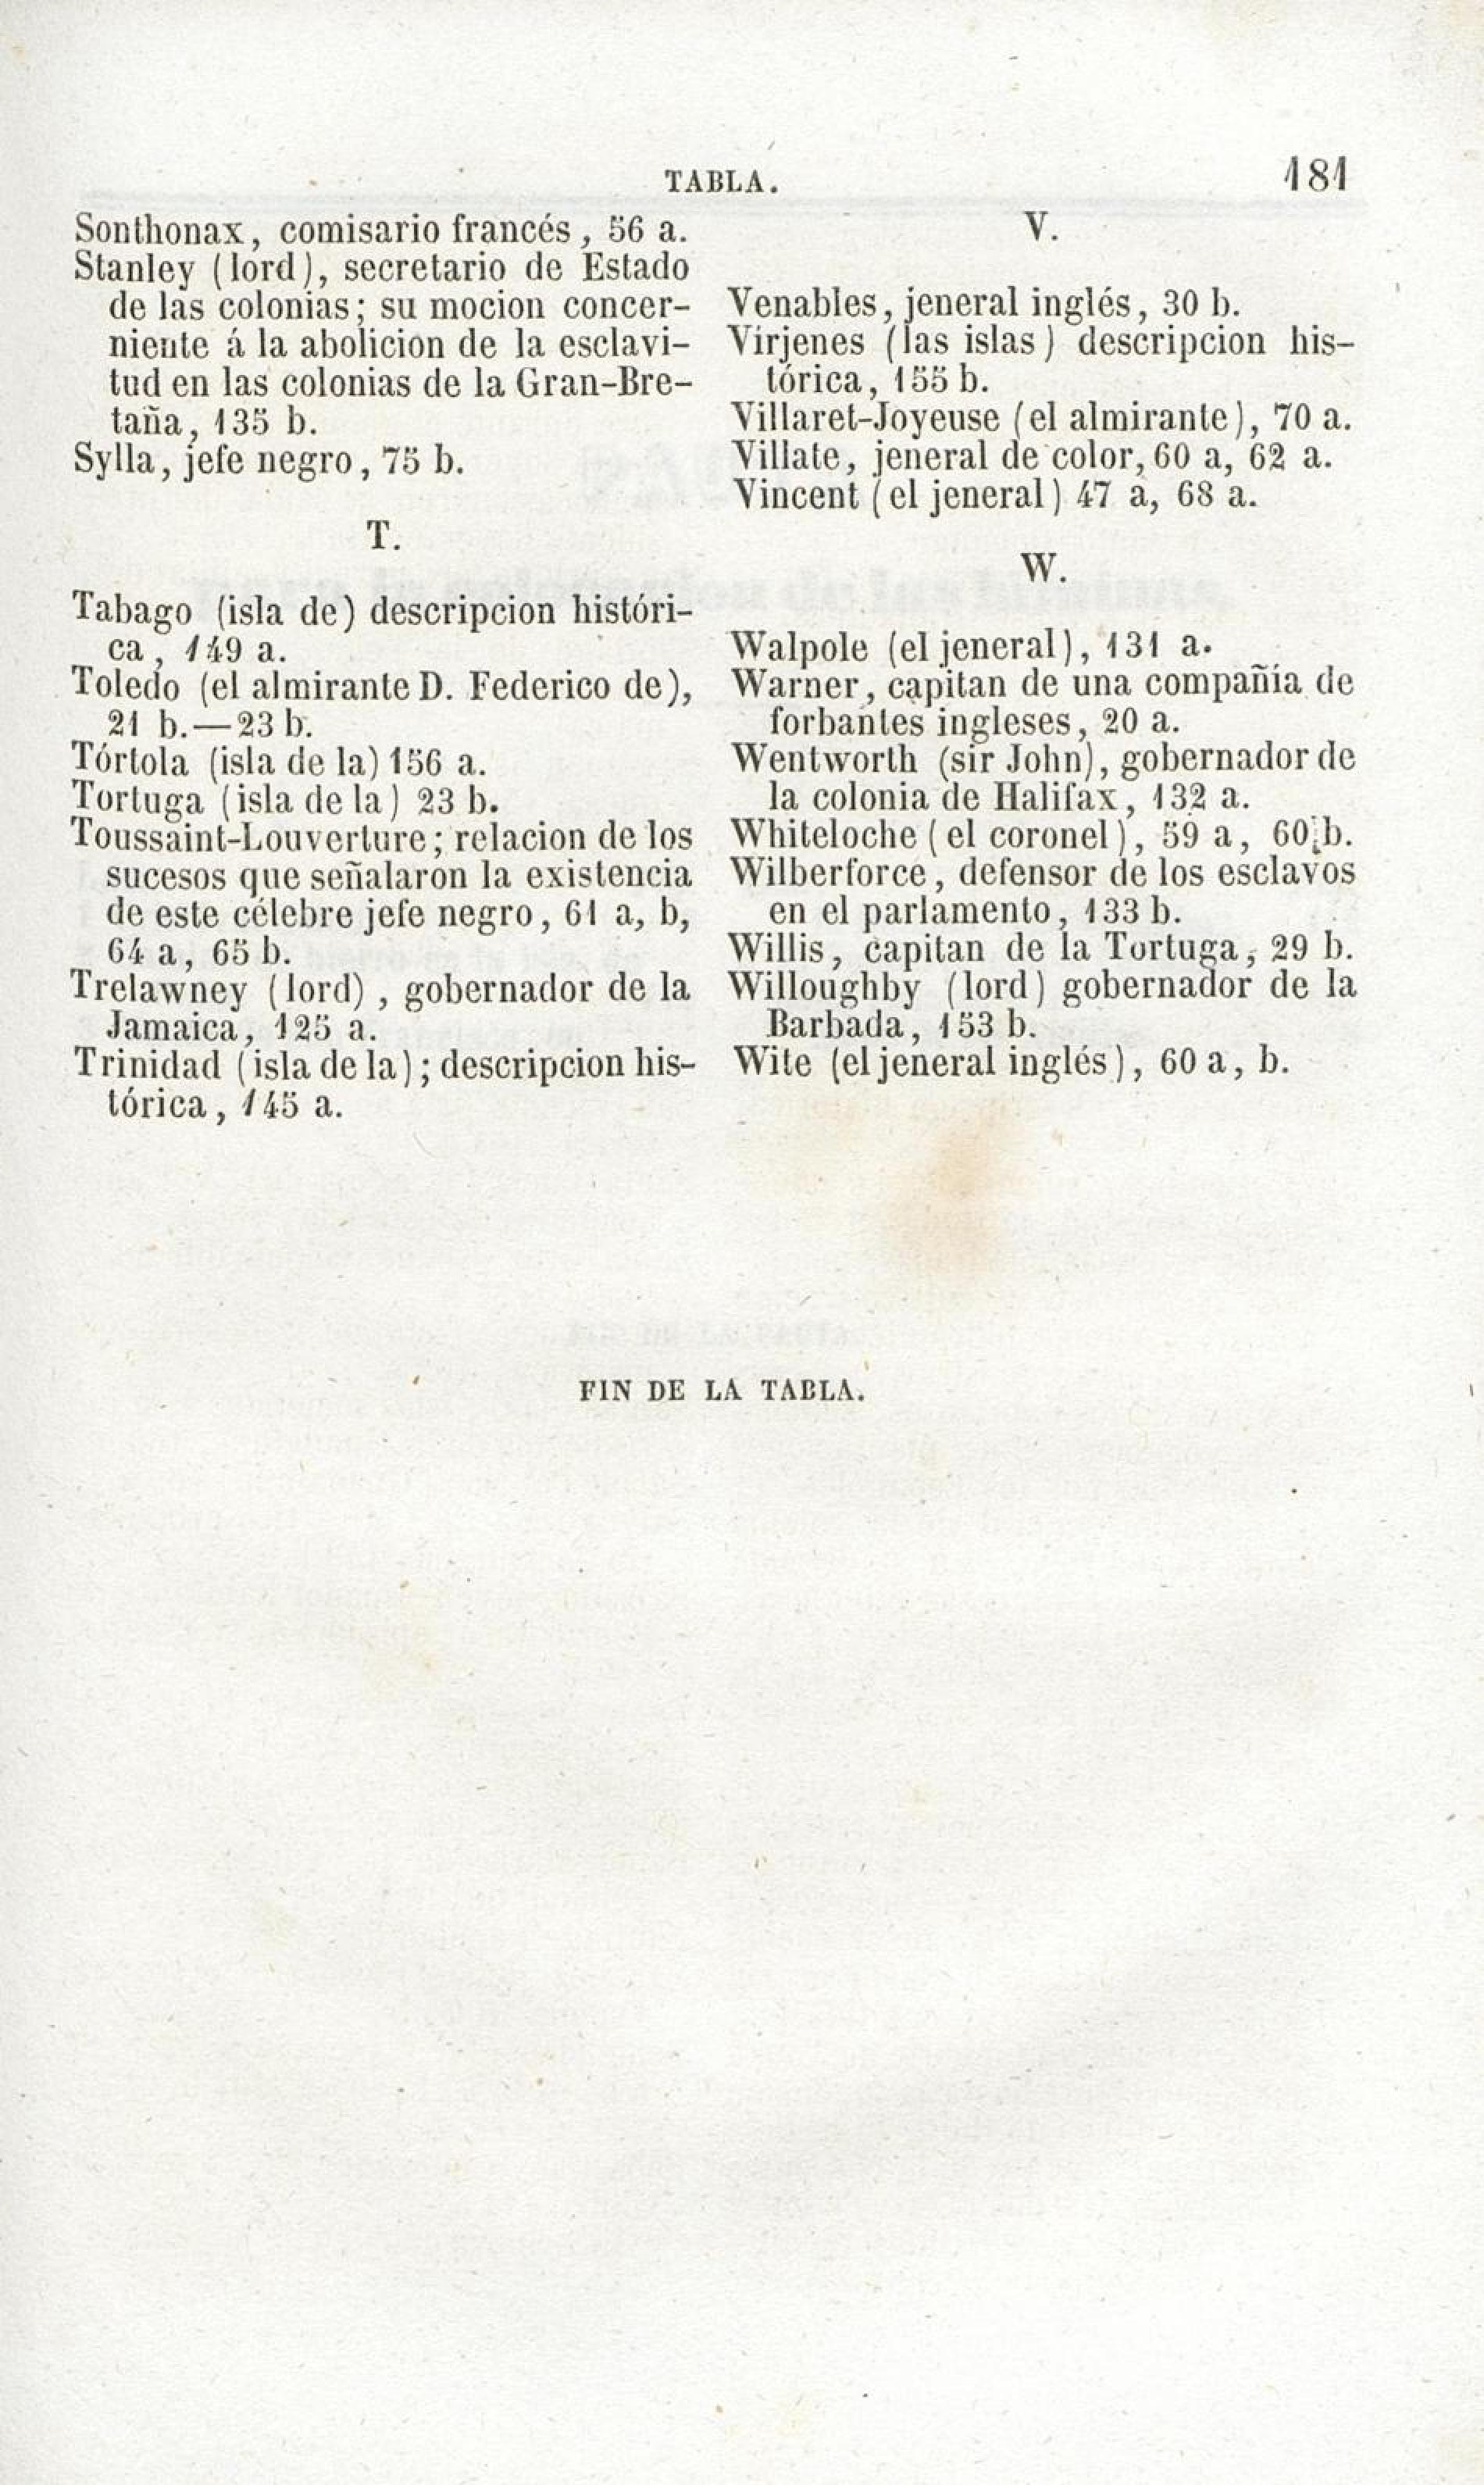 TABLA. 181
Sonthonax, comisario francés, 56 a.
Stanley (lord), secretario de Estado
de las colonias; su mocion concer-
niente á la abolicion de la esclavi-
tud en las colonias de la Gran-Bre-
taña, 135 b.
Sylla, jefe negro, 75 b.
T.
Tabago (isla de) descripcion históri-
ca, 149 a.
Toledo (el almirante D. Federico de),
21 b.—23 b.
Tórtola (isla de la) 156 a.
Tortuga (isla de la) 23 b.
Toussaint-Louverture; relacion de los
sucesos que señalaron la existencia
de este célebre jefe negro, 61 a, b,
64 a, 65 b.
Trelawney (lord), gobernador de la
Jamaica, 125 a.
Trinidad (isla de la); descripcion his-
tórica, 145 a.
V.
Venables, jeneral inglés, 30 b.
Vírjenes (las islas) descripcion his-
tórica, 155 b.
Villaret-Joyeuse (el almirante), 70 a.
Villate, jeneral de color, 60 a, 62 a.
Vincent (el jeneral) 47 a, 68 a.
W.
Walpole (el jeneral), 131 a.
Warner, capitan de una compañía de
forbantes ingleses, 20 a.
Wentworth (sir John), gobernador de
la colonia de Halifax, 132 a.
Whiteloche (el coronel), 59 a, 60 b.
Wilberforce, defensor de los esclavos
en el parlamento, 133 b.
Willis, capitan de la Tortuga, 29 b.
Willoughby (lord) gobernador de la
Barbada, 153 b.
Wite (el jeneral inglés), 60 a, b.
FIN DE LA TABLA.